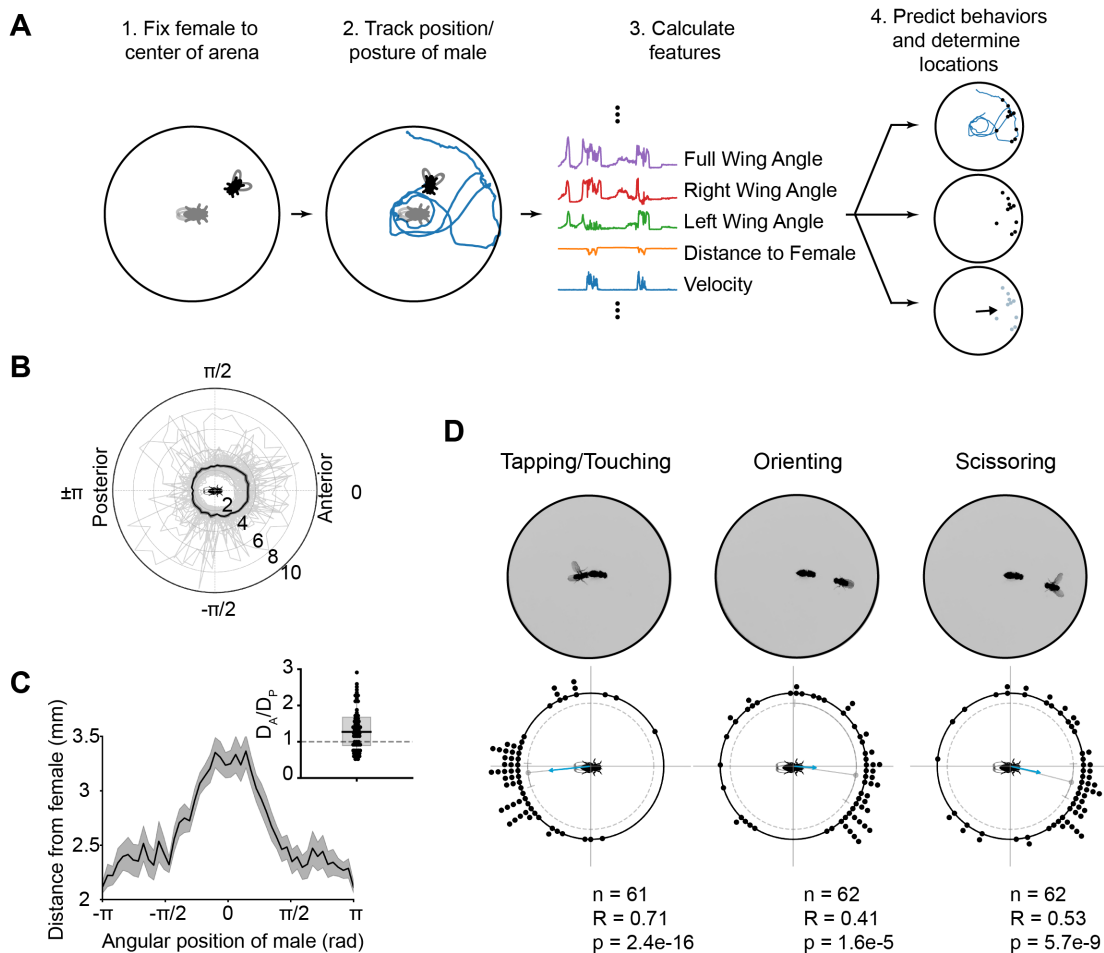 A
1. Fix female to
center of arena
2. Track position/
posture of male
3. Calculate
features
4. Predict behaviors
and determine
locations
Full Wing Angle
Right Wing Angle
Left Wing Angle
Distance to Female
Velocity
B
π/2
±π
Posterior
Anterior
0
2
4
6
8
10
-π/2
C
Distance from female (mm)
3.5
3
2.5
2
-π
-π/2
0
π/2
π
Angular position of male (rad)
D_A/D_P
3
2
1
0
D
Tapping/Touching
Orienting
Scissoring
n = 61
R = 0.71
p = 2.4e-16
n = 62
R = 0.41
p = 1.6e-5
n = 62
R = 0.53
p = 5.7e-9